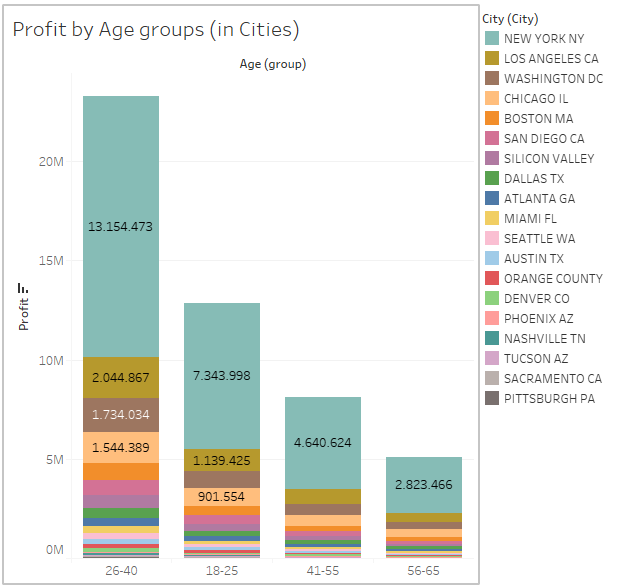 Profit by Age groups (in Cities)
Age (group)
Profit
20M
15M
10M
5M
0M
13.154.473
2.044.867
1.734.034
1.544.389
7.343.998
1.139.425
901.554
4.640.624
2.823.466
26-40
18-25
41-55
56-65
City (City)
NEW YORK NY
LOS ANGELES CA
WASHINGTON DC
CHICAGO IL
BOSTON MA
SAN DIEGO CA
SILICON VALLEY
DALLAS TX
ATLANTA GA
MIAMI FL
SEATTLE WA
AUSTIN TX
ORANGE COUNTY
DENVER CO
PHOENIX AZ
NASHVILLE TN
TUCSON AZ
SACRAMENTO CA
PITTSBURGH PA